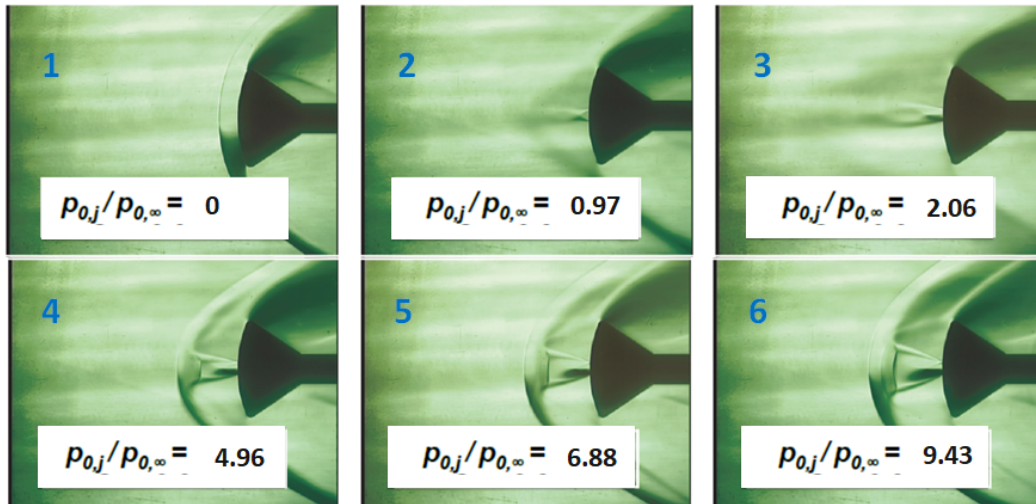 1
2
3
p0,j/p0,∞ = 0
p0,j/p0,∞ = 0.97
p0,j/p0,∞ = 2.06
4
5
6
p0,j/p0,∞ = 4.96
p0,j/p0,∞ = 6.88
p0,j/p0,∞ = 9.43